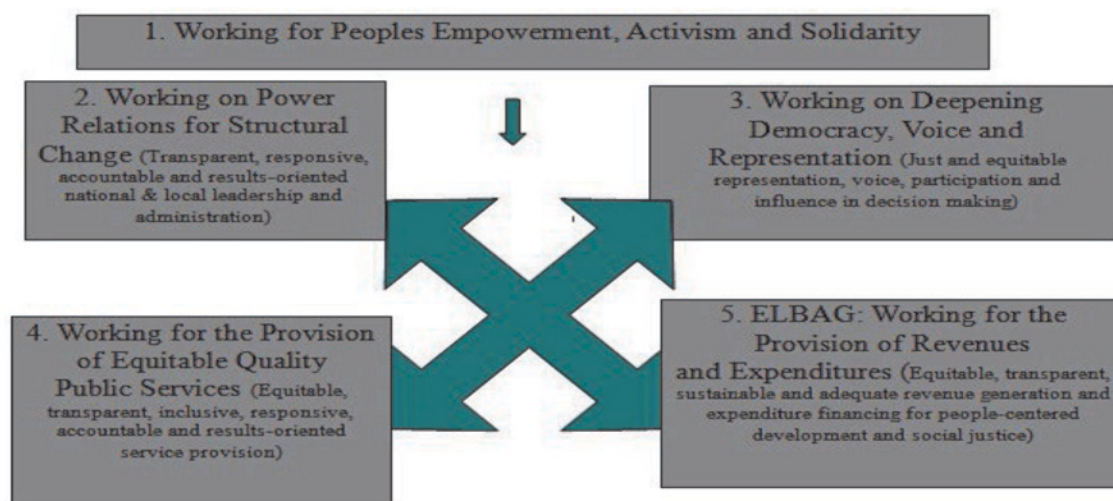 1. Working for Peoples Empowerment, Activism and Solidarity
2. Working on Power
Relations for Structural
Change (Transparent, responsive,
accountable and results-oriented
national & local leadership and
administration)
3. Working on Deepening
Democracy, Voice and
Representation (Just and equitable
representation, voice, participation and
influence in decision making)
4. Working for the Provision
of Equitable Quality
Public Services (Equitable,
transparent, inclusive, responsive,
accountable and results-oriented
service provision)
5. ELBAG: Working for the
Provision of Revenues
and Expenditures (Equitable, transparent,
sustainable and adequate revenue generation and
expenditure financing for people-centered
development and social justice)